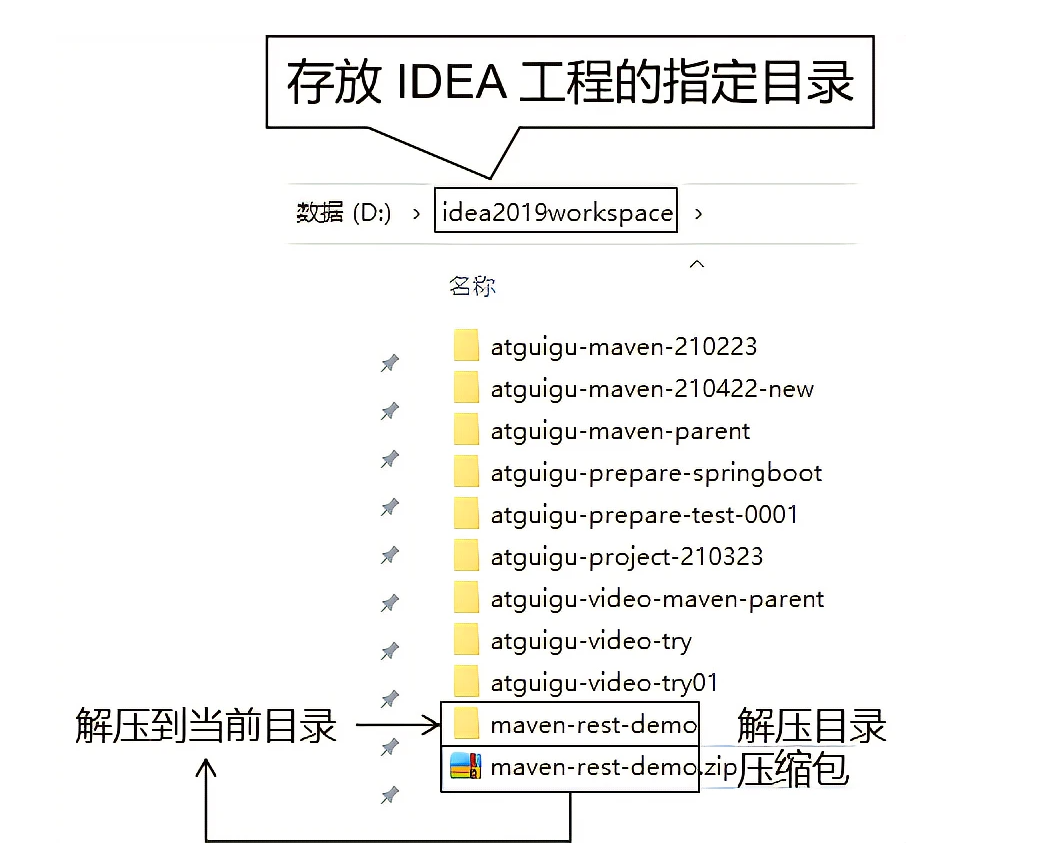 存放 IDEA 工程的指定目录
数据 (D:) › idea2019workspace ›
名称
atguigu-maven-210223
atguigu-maven-210422-new
atguigu-maven-parent
atguigu-prepare-springboot
atguigu-prepare-test-0001
atguigu-project-210323
atguigu-video-maven-parent
atguigu-video-try
atguigu-video-try01
解压到当前目录 maven-rest-demo 解压目录
maven-rest-demo.zip 压缩包